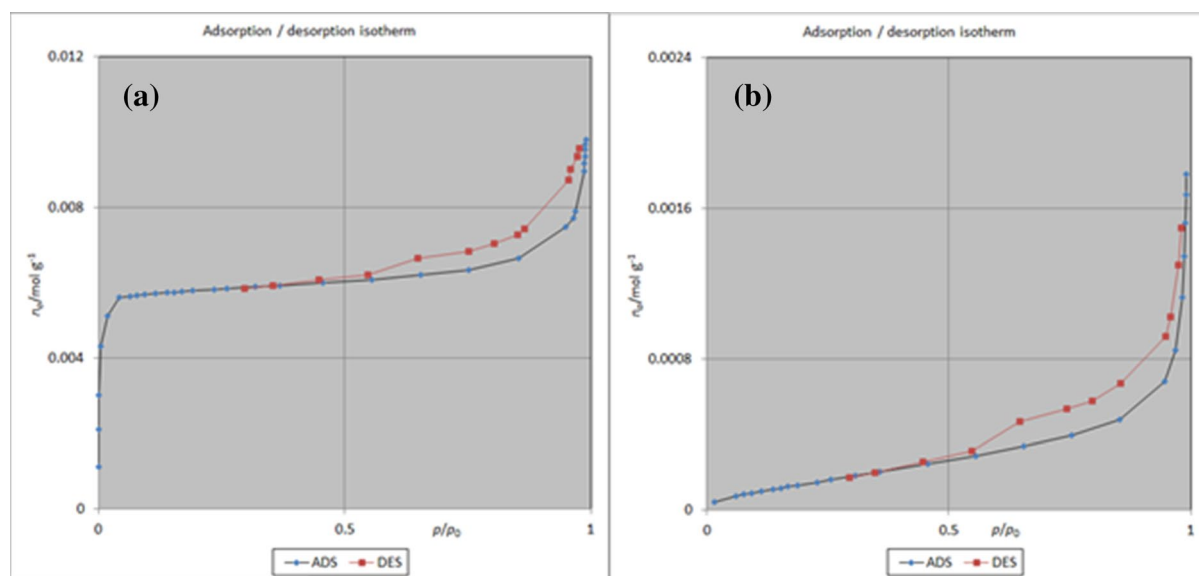 Adsorption / desorption isotherm
0.012
(a)
0.008
nₐ/mol g⁻¹
0.004
0
0
0.5
p/p₀
1
ADS
DES
Adsorption / desorption isotherm
0.0024
(b)
0.0016
nₐ/mol g⁻¹
0.0008
0
0
0.5
p/p₀
1
ADS
DES